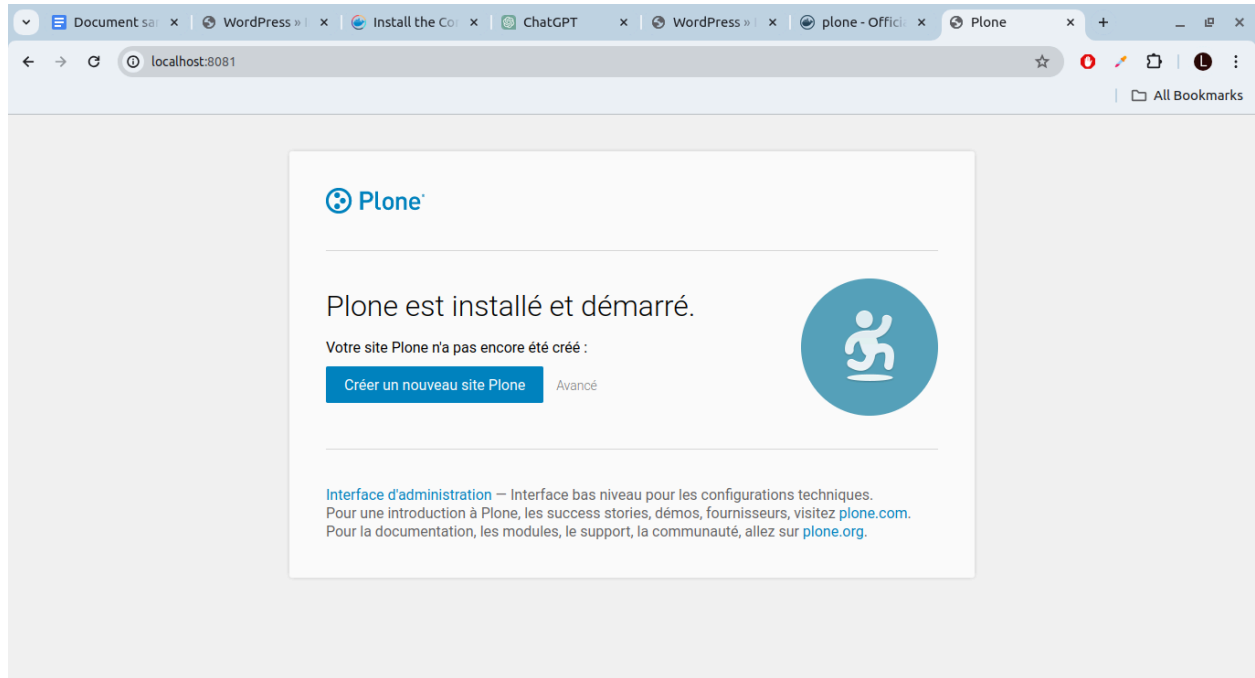 Document sar
WordPress »
Install the Cor
ChatGPT
WordPress »
plone - Officia
Plone
localhost:8081
L
All Bookmarks
Plone
Plone est installé et démarré.
Votre site Plone n'a pas encore été créé :
Créer un nouveau site Plone
Avancé
Interface d'administration — Interface bas niveau pour les configurations techniques.
Pour une introduction à Plone, les success stories, démos, fournisseurs, visitez plone.com.
Pour la documentation, les modules, le support, la communauté, allez sur plone.org.